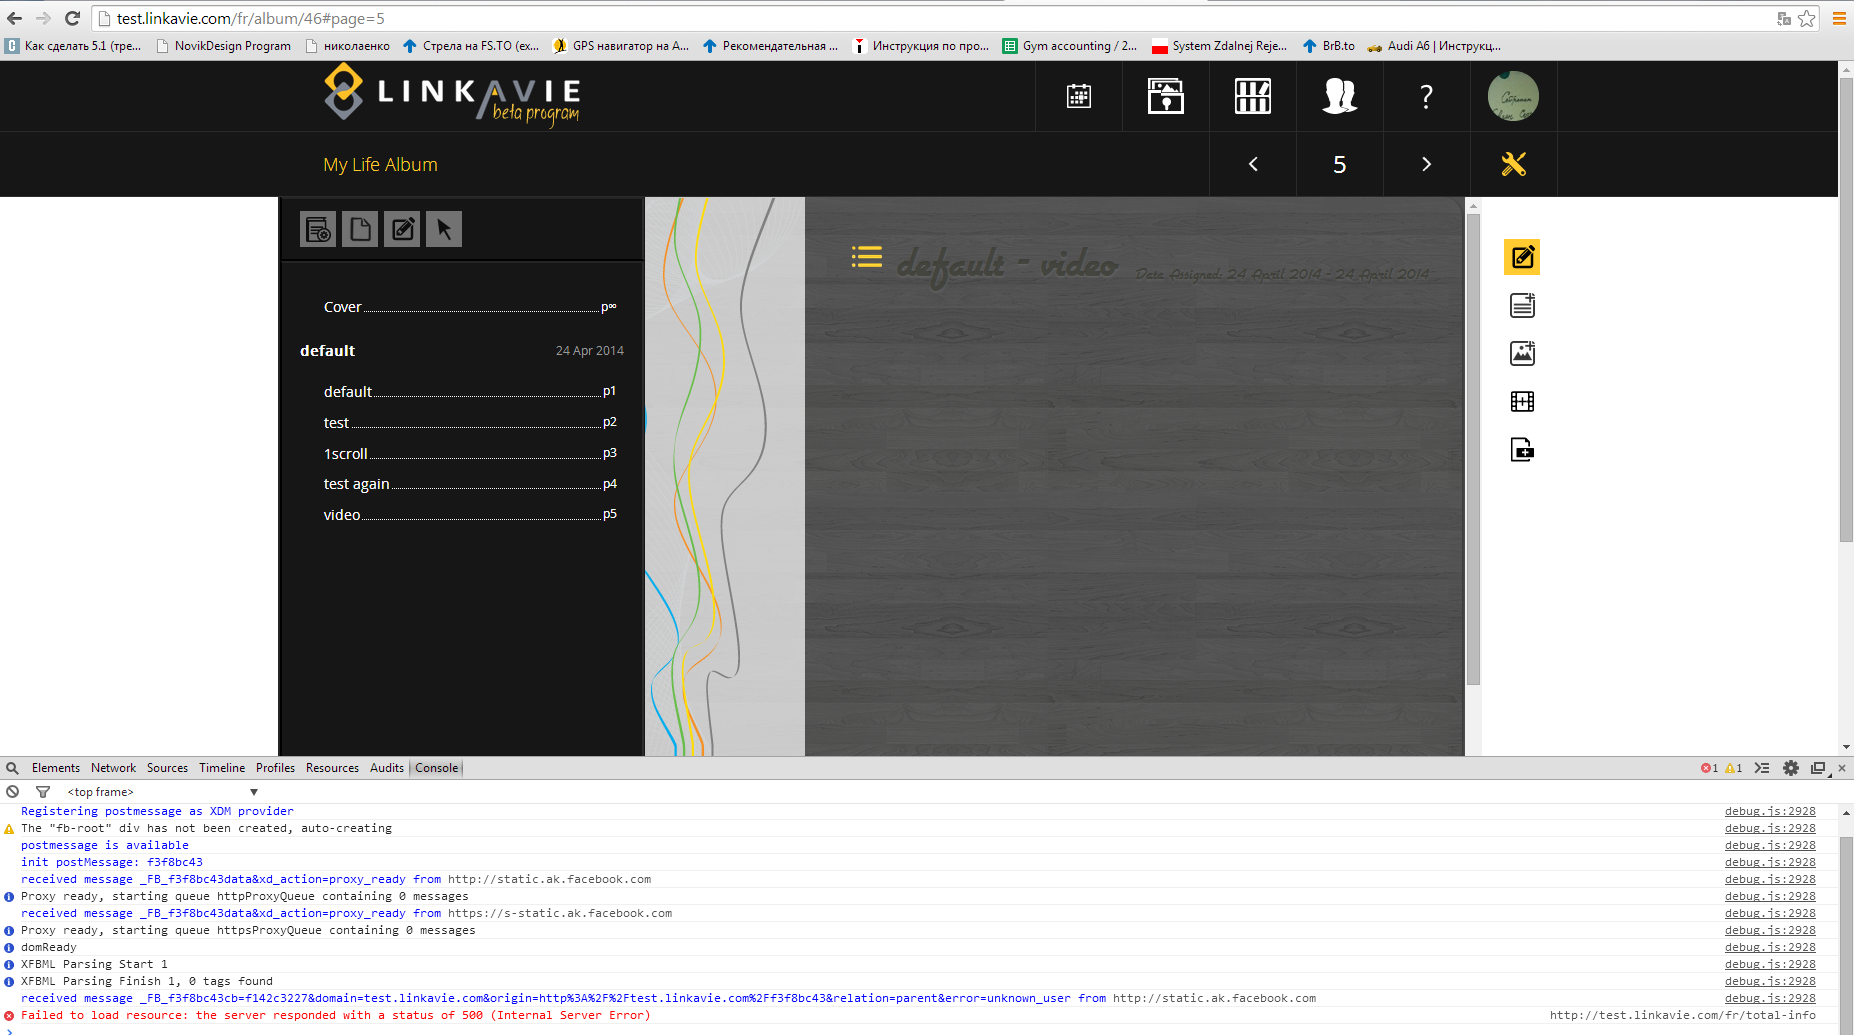 test.linkavie.com/fr/album/46#page=5
Как сделать 5.1 (тре... NovikDesign Program николаенко Стрела на FS.TO (ex... GPS навигатор на А... Рекомендательная ... Инструкция по про... Gym accounting / 2... System Zdalnej Reje... BrB.to Audi A6 | Инструкц...
LINKAVIE
beta program
?
My Life Album
< 5 >
Cover p∞
default 24 Apr 2014
default p1
test p2
1scroll p3
test again p4
video p5
default - video Data Assigned: 24 April 2014 - 24 April 2014
Elements Network Sources Timeline Profiles Resources Audits Console 1 1
<top frame>
Registering postmessage as XDM provider debug.js:2928
The "fb-root" div has not been created, auto-creating debug.js:2928
postmessage is available debug.js:2928
init postMessage: f3f8bc43 debug.js:2928
received message _FB_f3f8bc43data&xd_action=proxy_ready from http://static.ak.facebook.com debug.js:2928
Proxy ready, starting queue httpProxyQueue containing 0 messages debug.js:2928
received message _FB_f3f8bc43data&xd_action=proxy_ready from https://s-static.ak.facebook.com debug.js:2928
Proxy ready, starting queue httpsProxyQueue containing 0 messages debug.js:2928
domReady debug.js:2928
XFBML Parsing Start 1 debug.js:2928
XFBML Parsing Finish 1, 0 tags found debug.js:2928
received message _FB_f3f8bc43cb=f142c3227&domain=test.linkavie.com&origin=http%3A%2F%2Ftest.linkavie.com%2Ff3f8bc43&relation=parent&error=unknown_user from http://static.ak.facebook.com debug.js:2928
Failed to load resource: the server responded with a status of 500 (Internal Server Error) http://test.linkavie.com/fr/total-info